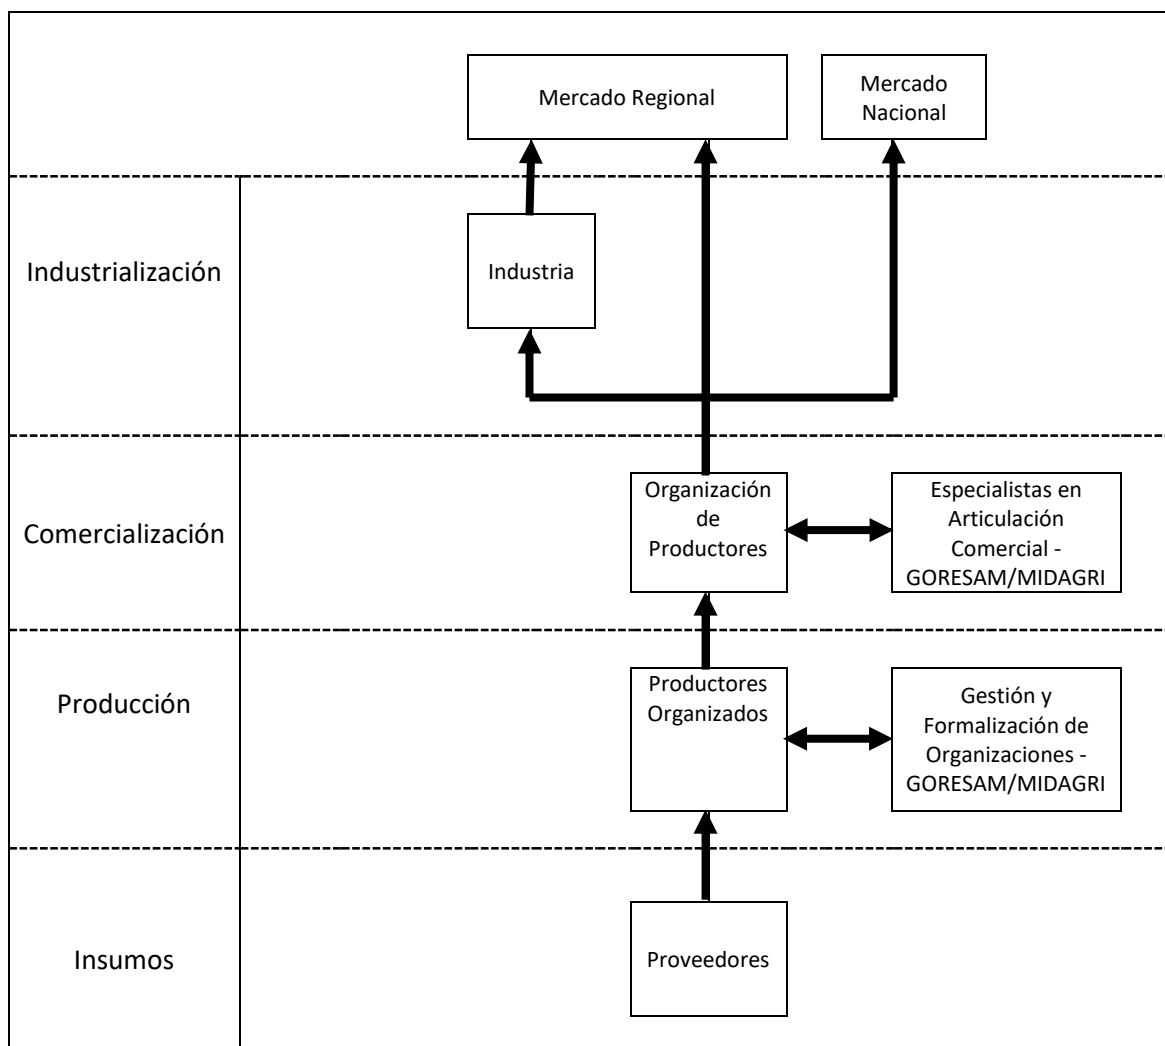 Mercado Regional
Mercado
Nacional
Industrialización
Industria
Comercialización
Organización
de
Productores
Especialistas en
Articulación
Comercial -
GORESAM/MIDAGRI
Producción
Productores
Organizados
Gestión y
Formalización de
Organizaciones -
GORESAM/MIDAGRI
Insumos
Proveedores